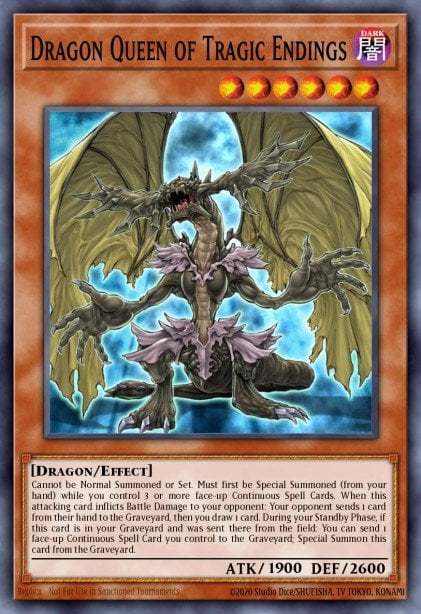 Dragon Queen of Tragic Endings
DARK
闇
[Dragon/Effect]
Cannot be Normal Summoned or Set. Must first be Special Summoned (from your
hand) while you control 3 or more face-up Continuous Spell Cards. When this
attacking card inflicts Battle Damage to your opponent: Your opponent sends 1 card
from their hand to the Graveyard, then you draw 1 card. During your Standby Phase, if
this card is in your Graveyard and was sent there from the field: You can send 1
face-up Continuous Spell Card you control to the Graveyard; Special Summon this
card from the Graveyard.
ATK/1900 DEF/2600
Replica - Not For Use in Sanctioned Tournaments
©2020 Studio Dice/SHUEISHA, TV TOKYO, KONAMI